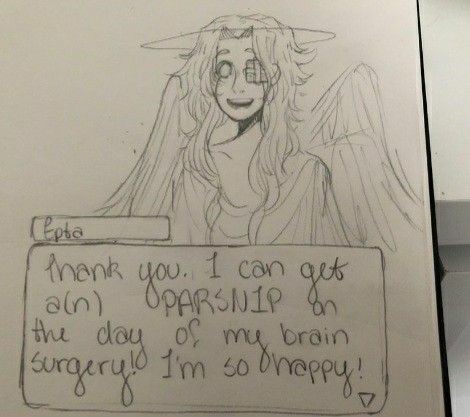 Epta
Thank you. I can get
a(n) PARSNIP on
the day of my brain
surgery! I'm so happy!